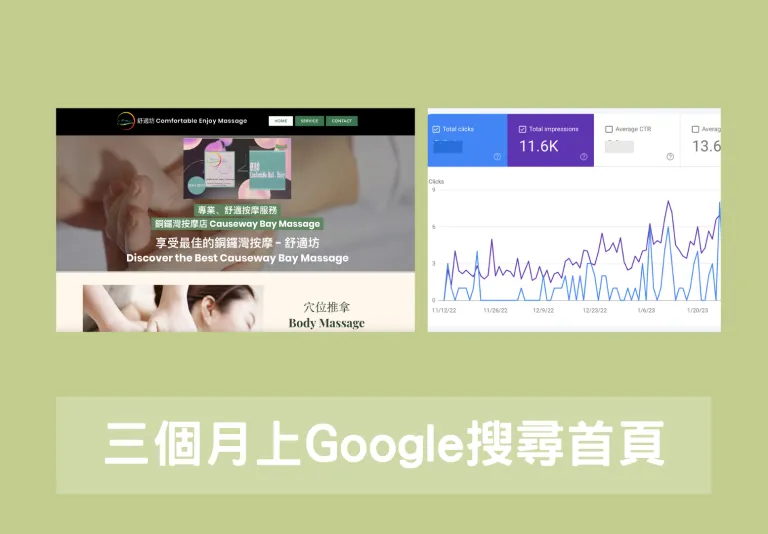 舒適坊 Comfortable Enjoy Massage
HOME
SERVICE
CONTACT
專業、舒適按摩服務
銅鑼灣按摩店 Causeway Bay Massage
享受最佳的銅鑼灣按摩 - 舒適坊
Discover the Best Causeway Bay Massage
穴位推拿
Body Massage
Total clicks
Total impressions
11.6K
Average CTR
Averag
13.6
Clicks
9
6
3
0
11/12/22
11/26/22
12/9/22
12/23/22
1/6/23
1/20/23
三個月上Google搜尋首頁